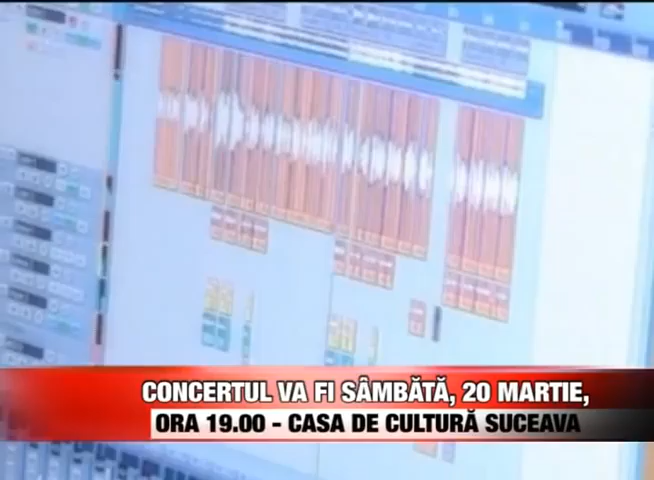 CONCERTUL VA FI SÂMBĂTĂ, 20 MARTIE,
ORA 19.00 - CASA DE CULTURĂ SUCEAVA